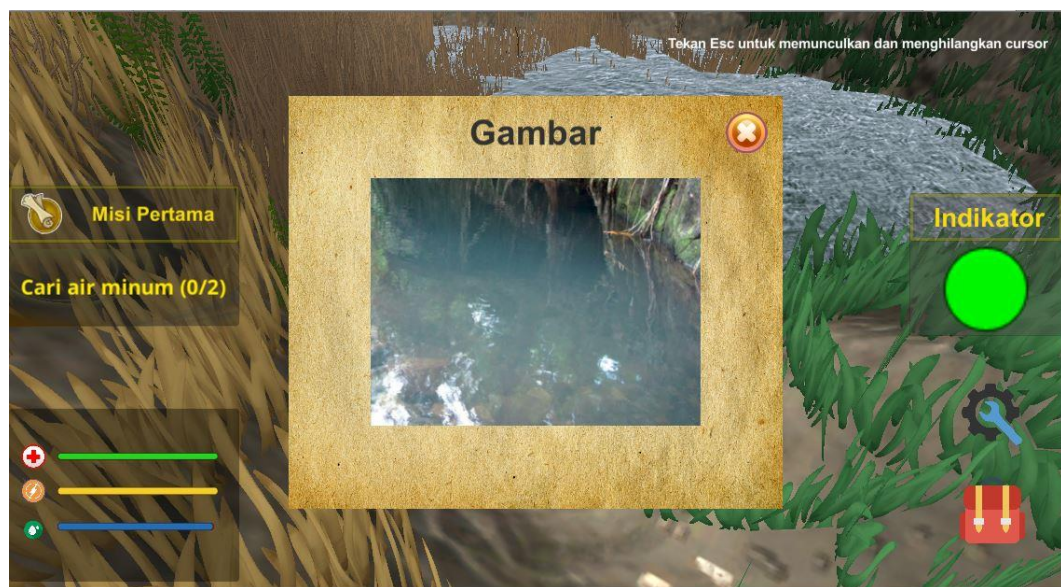 Tekan Esc untuk memunculkan dan menghilangkan cursor
Gambar
Misi Pertama
Cari air minum (0/2)
Indikator